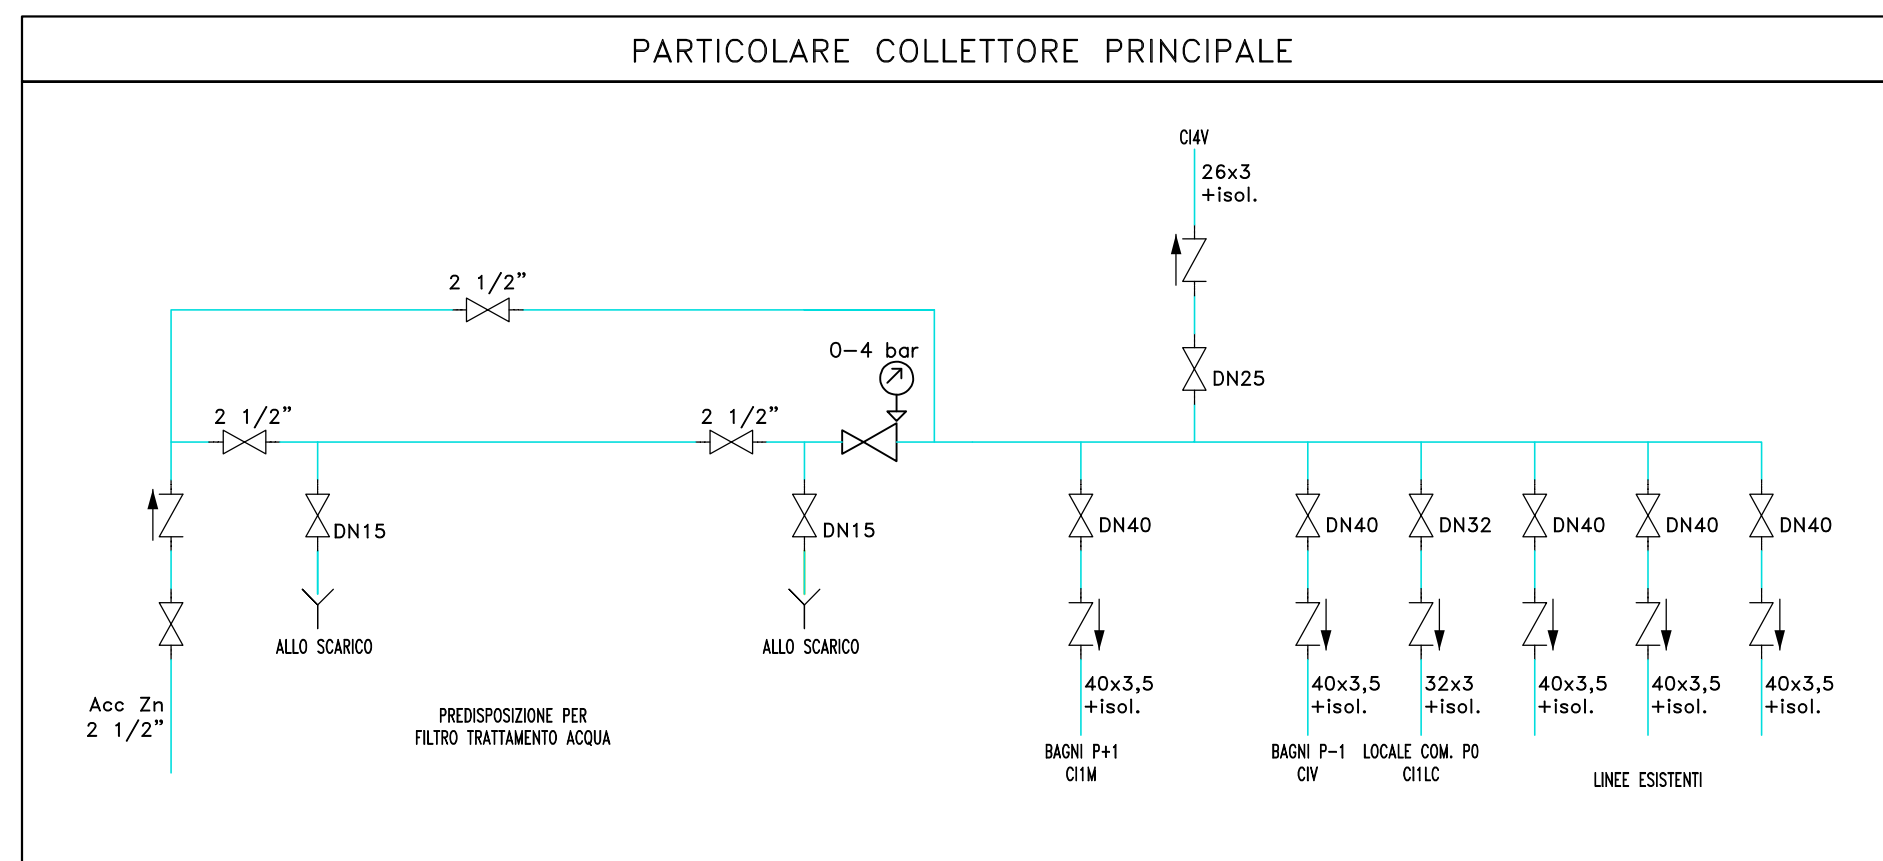 PARTICOLARE COLLETTORE PRINCIPALE
CI4V
26x3
+isol.
2 1/2"
0-4 bar
DN25
2 1/2"
2 1/2"
DN15
DN15
DN40
DN40
DN32
DN40
DN40
DN40
ALLO SCARICO
ALLO SCARICO
Acc Zn
2 1/2"
PREDISPOSIZIONE PER
FILTRO TRATTAMENTO ACQUA
40x3,5
+isol.
40x3,5
+isol.
32x3
+isol.
40x3,5
+isol.
40x3,5
+isol.
40x3,5
+isol.
BAGNI P+1
CI1M
BAGNI P-1
CIV
LOCALE COM. P0
CI1LC
LINEE ESISTENTI